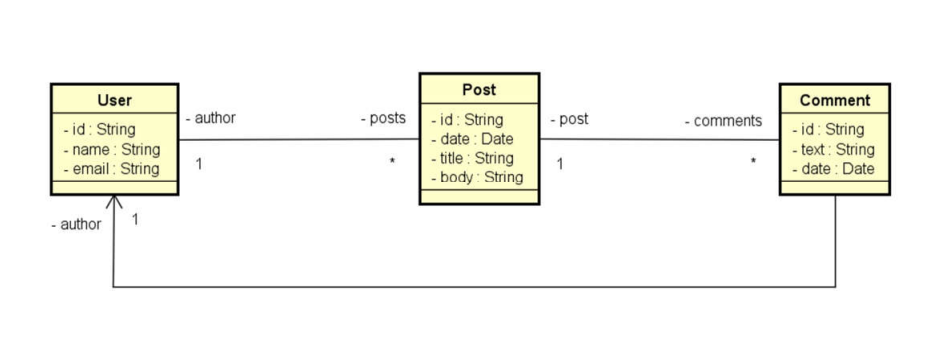 User
- id : String
- name : String
- email : String
- author
1
- posts
*
Post
- id : String
- date : Date
- title : String
- body : String
- post
1
- comments
*
Comment
- id : String
- text : String
- date : Date
- author
1